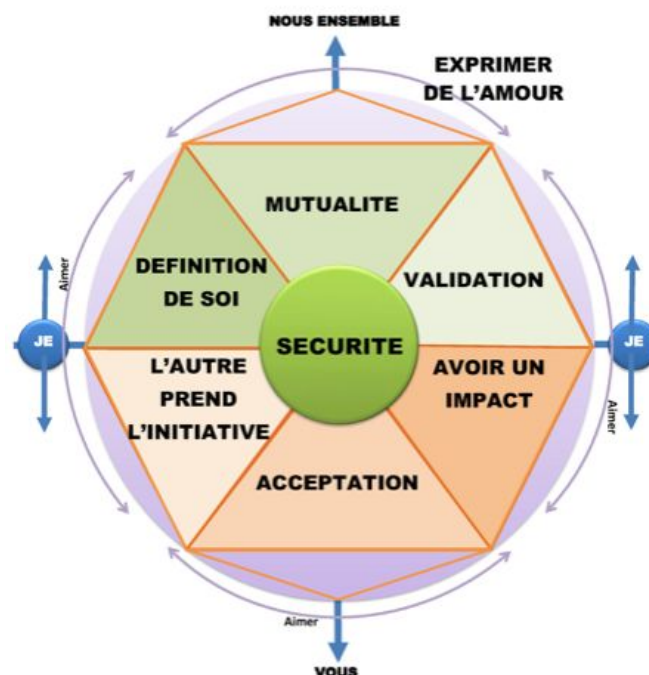 NOUS ENSEMBLE
EXPRIMER
DE L'AMOUR
MUTUALITE
DEFINITION
DE SOI
VALIDATION
Aimer
JE
SECURITE
JE
L'AUTRE
PREND
L'INITIATIVE
AVOIR UN
IMPACT
Aimer
ACCEPTATION
Aimer
VOUS